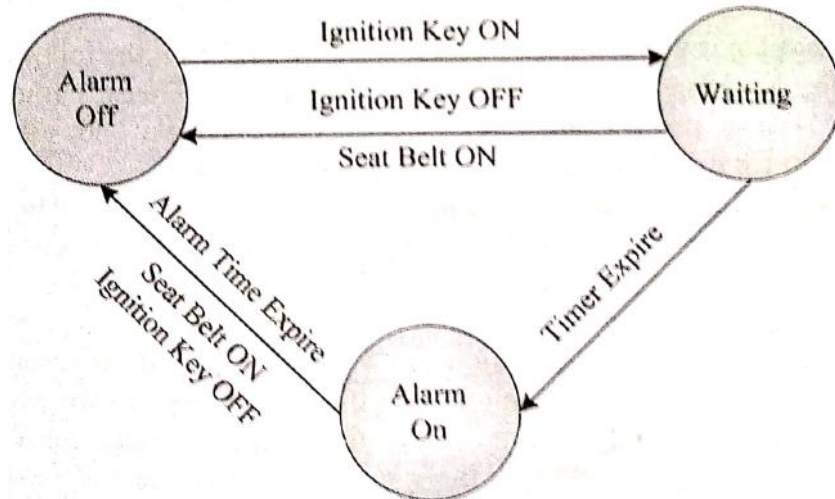 Ignition Key ON
Alarm
Off
Ignition Key OFF
Waiting
Seat Belt ON
Alarm Time Expire
Seat Belt ON
Ignition Key OFF
Timer Expire
Alarm
On